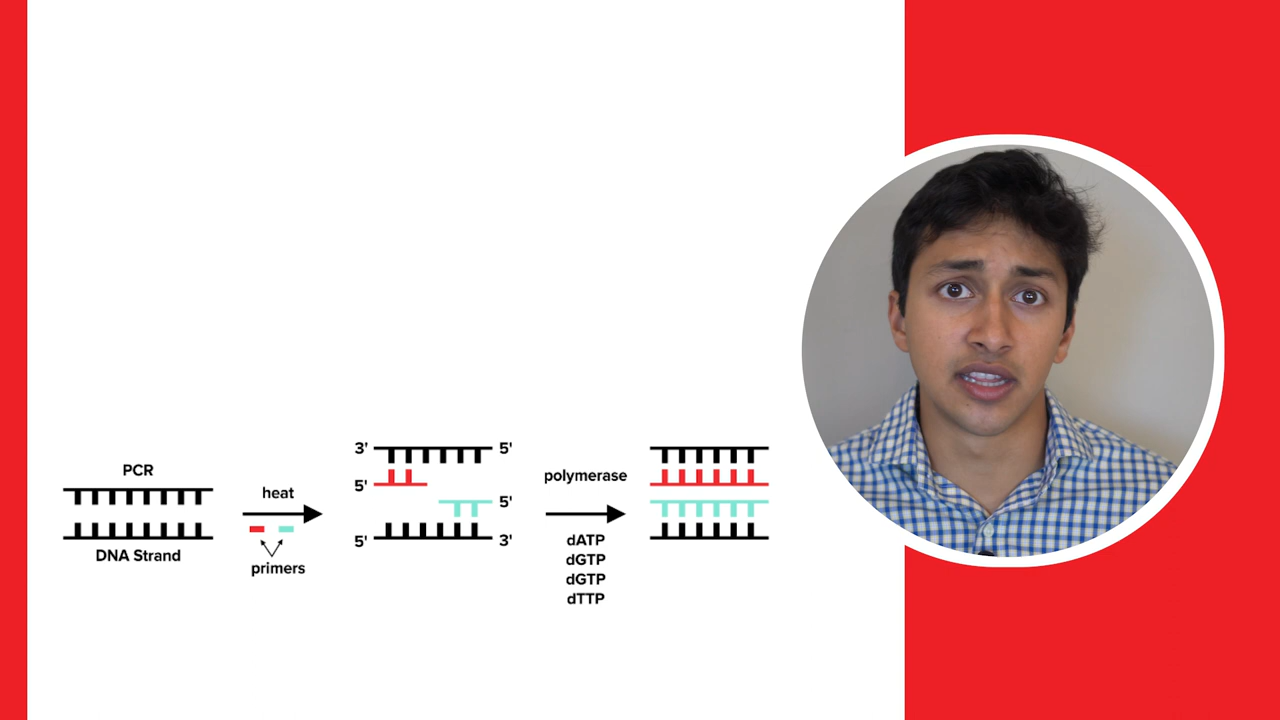 PCR
DNA Strand
heat
primers
3' 5'
5'
5'
5' 3'
polymerase
dATP
dGTP
dGTP
dTTP